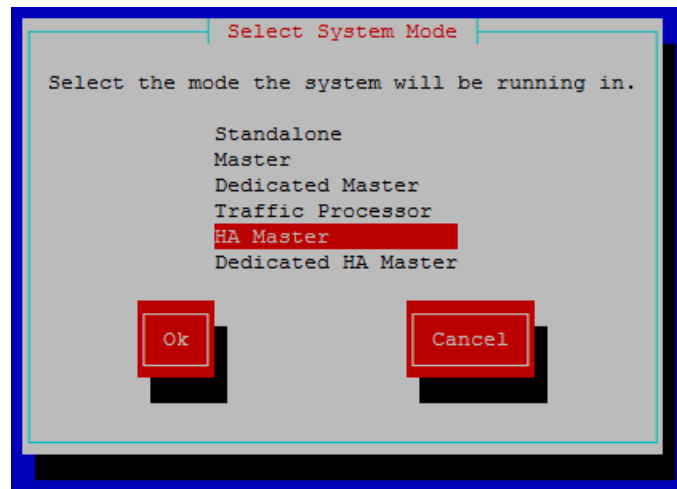 Select System Mode
Select the mode the system will be running in.
Standalone
Master
Dedicated Master
Traffic Processor
HA Master
Dedicated HA Master
Ok Cancel